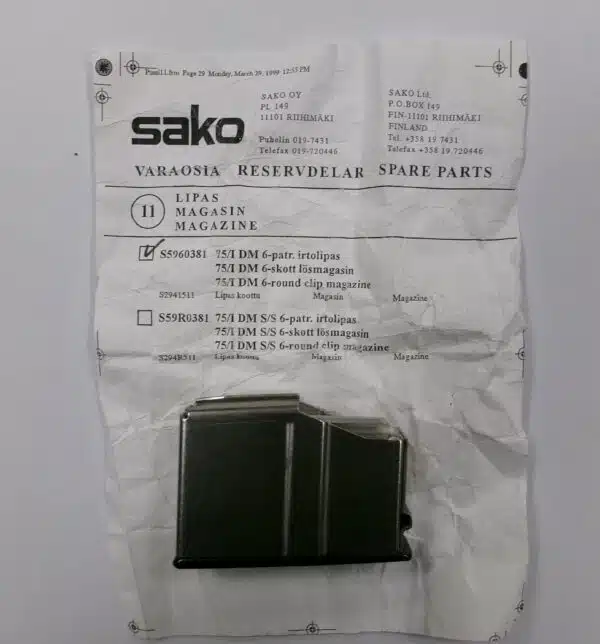 Page 29 Monday, March 29, 1999 12:55 PM
sako
SAKO OY
PL 149
11101 RIIHIMÄKI
Puhelin 019-7431
Telefax 019-720446
SAKO Ltd.
P.O.BOX 149
FIN-11101 RIIHIMÄKI
FINLAND
Tel. +358 19 7431
Telefax +358 19 720446
VARAOSIA RESERVDELAR SPARE PARTS
11
LIPAS
MAGASIN
MAGAZINE
S5960381 75/I DM 6-patr. irtolipas
75/I DM 6-skott lösmagasin
75/I DM 6-round clip magazine
S2941511 Lipas koottu Magasin Magazine
S59R0381 75/I DM S/S 6-patr. irtolipas
75/I DM S/S 6-skott lösmagasin
75/I DM S/S 6-round clip magazine
S294R511 Lipas koottu Magasin Magazine